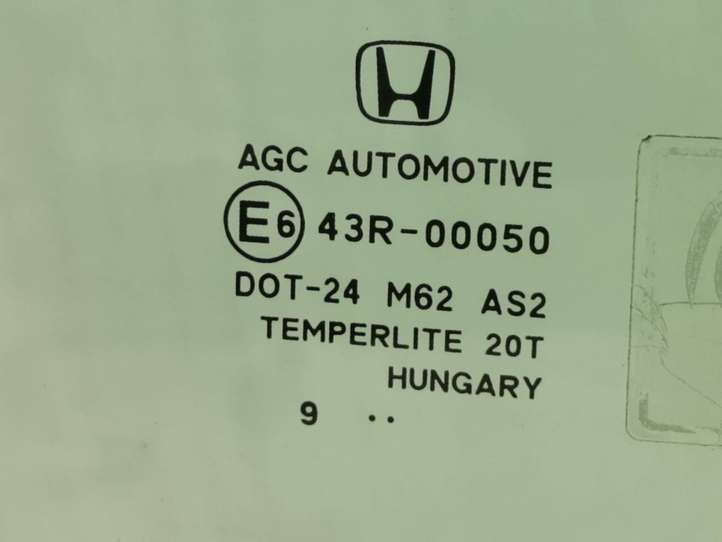 AGC AUTOMOTIVE
E6 43R-00050
DOT-24 M62 AS2
TEMPERLITE 20T
HUNGARY
9 ..